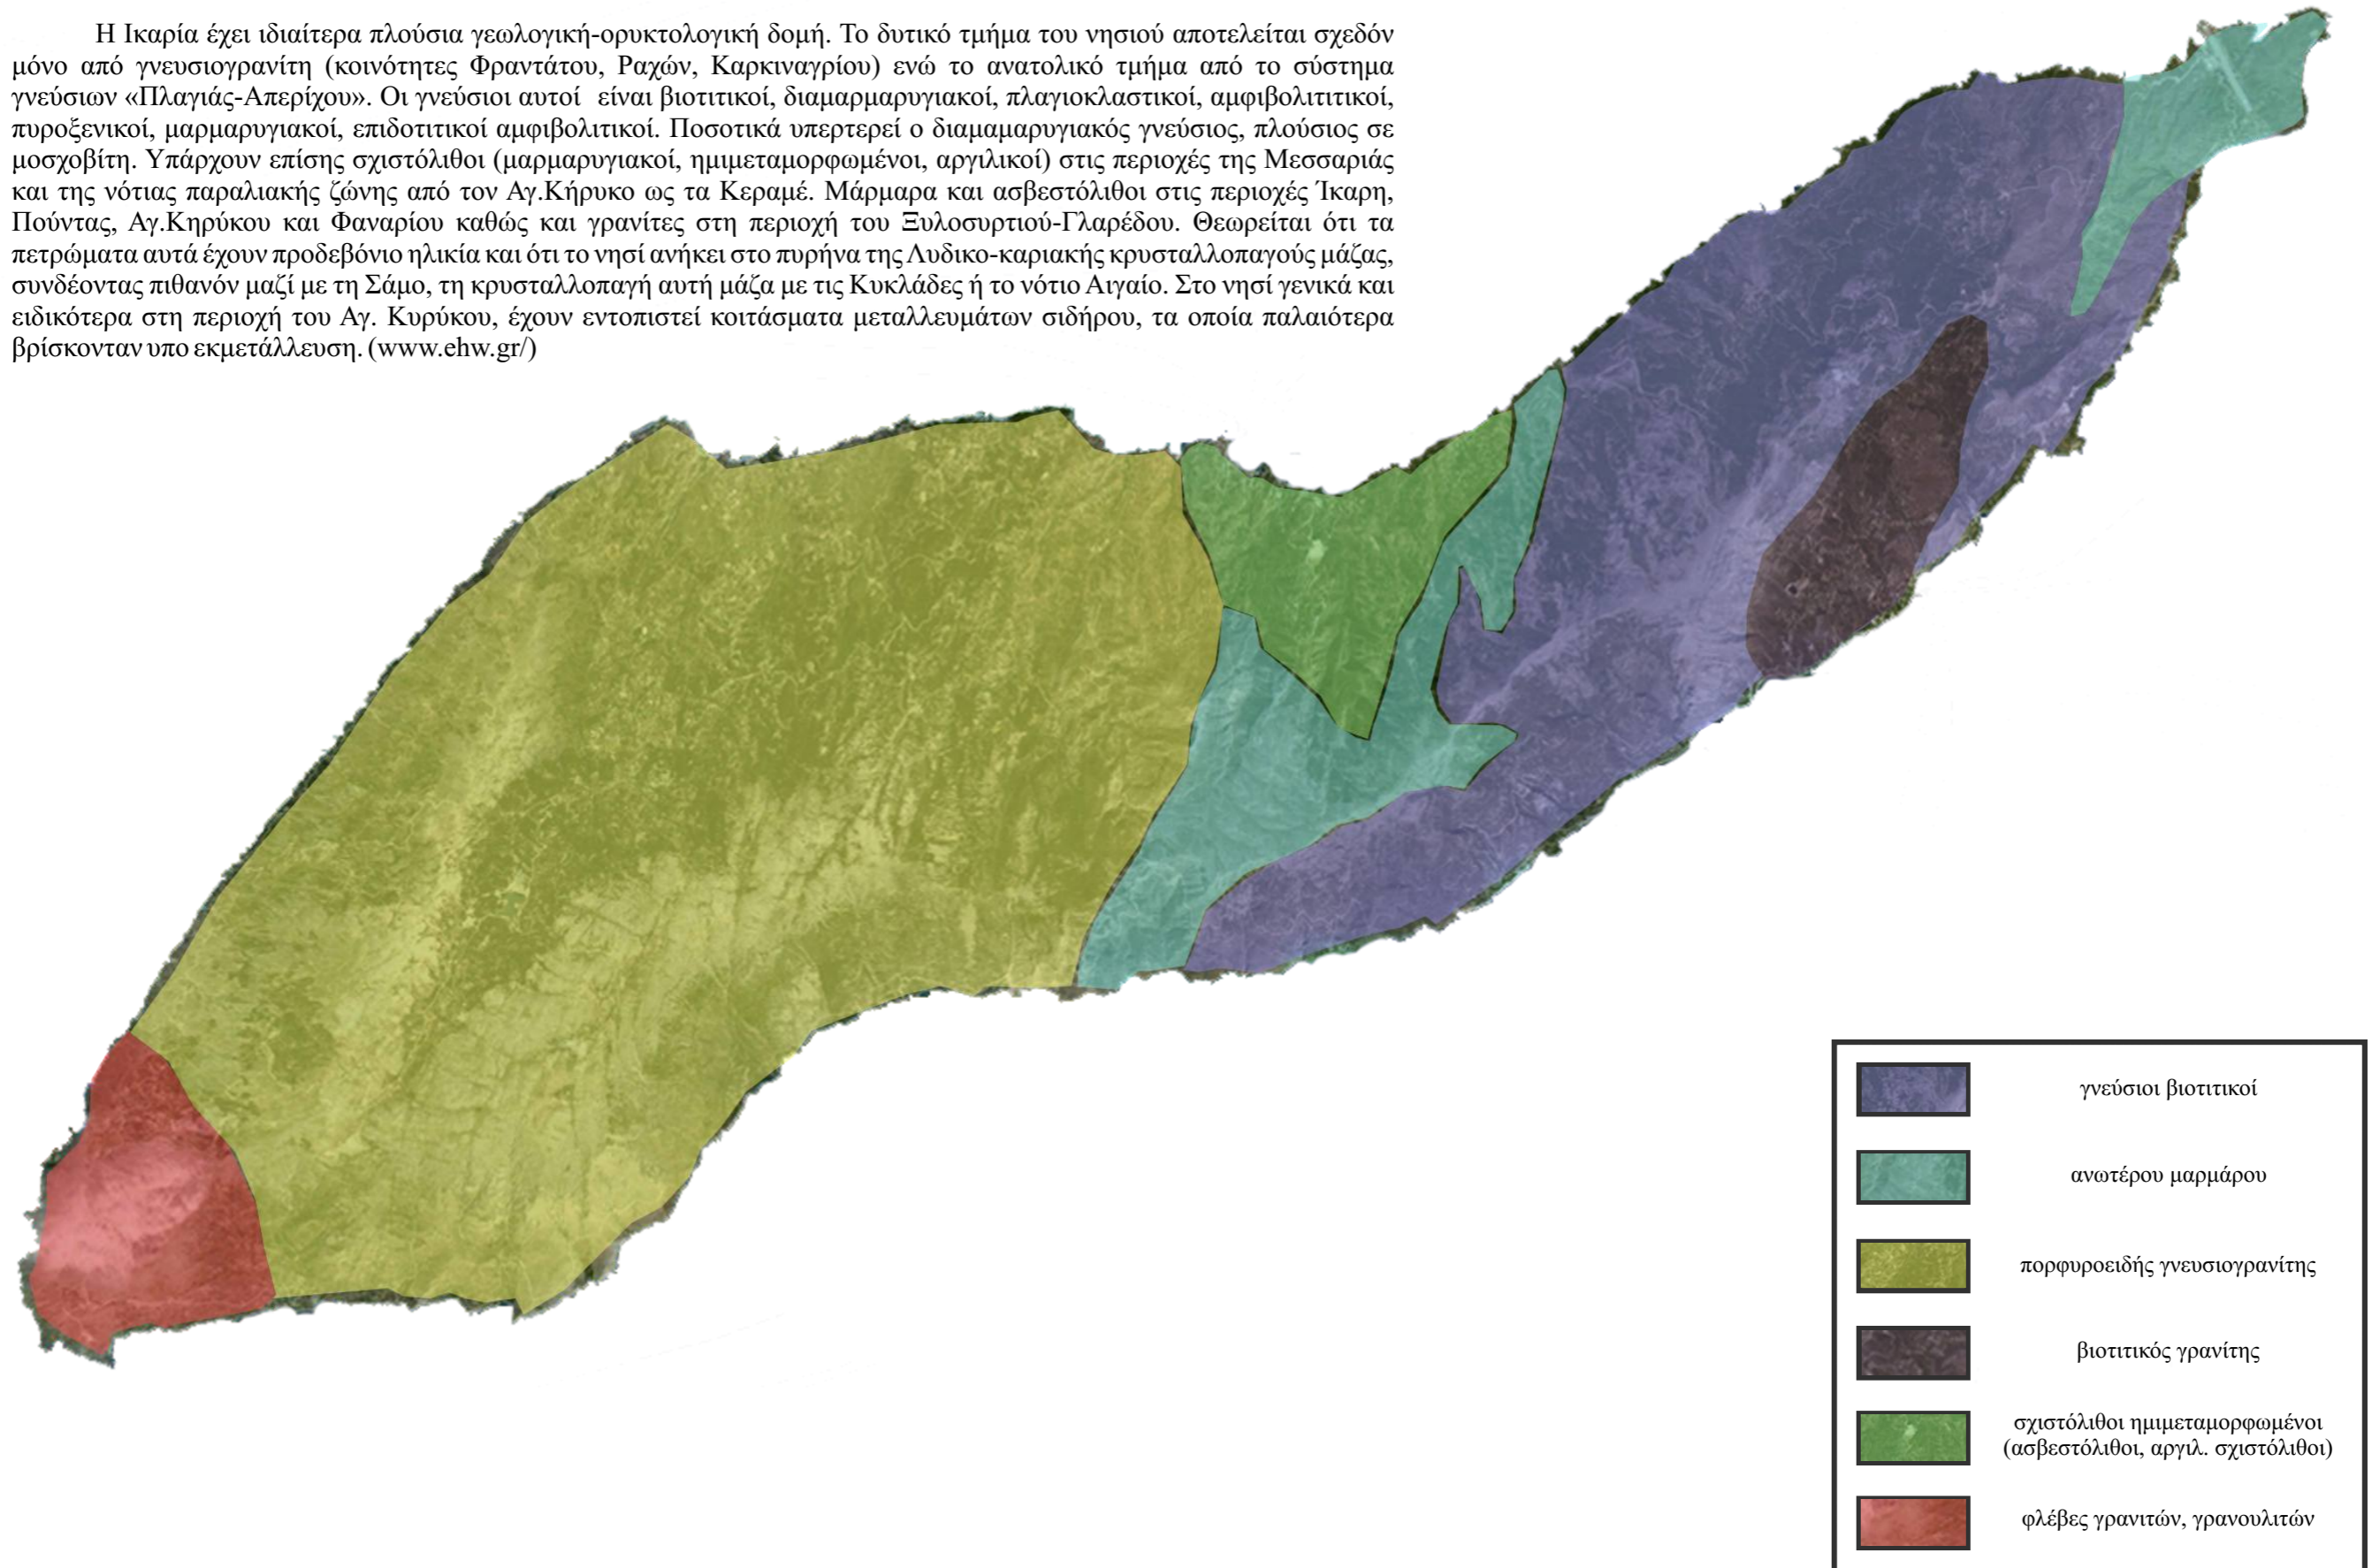 Η Ικαρία έχει ιδιαίτερα πλούσια γεωλογική-ορυκτολογική δομή. Το δυτικό τμήμα του νησιού αποτελείται σχεδόν
μόνο από γνευσιογρανίτη (κοινότητες Φραντάτου, Ραχών, Καρκιναγρίου) ενώ το ανατολικό τμήμα από το σύστημα
γνεύσιων «Πλαγιάς-Απερίχου». Οι γνεύσιοι αυτοί είναι βιοτιτικοί, διαμαρμαρυγιακοί, πλαγιοκλαστικοί, αμφιβολιτιτικοί,
πυροξενικοί, μαρμαρυγιακοί, επιδοτιτικοί αμφιβολιτικοί. Ποσοτικά υπερτερεί ο διαμαμαρυγιακός γνεύσιος, πλούσιος σε
μοσχοβίτη. Υπάρχουν επίσης σχιστόλιθοι (μαρμαρυγιακοί, ημιμεταμορφωμένοι, αργιλικοί) στις περιοχές της Μεσσαριάς
και της νότιας παραλιακής ζώνης από τον Αγ.Κήρυκο ως τα Κεραμέ. Μάρμαρα και ασβεστόλιθοι στις περιοχές Ίκαρη,
Πούντας, Αγ.Κηρύκου και Φαναρίου καθώς και γρανίτες στη περιοχή του Ξυλοσυρτιού-Γλαρέδου. Θεωρείται ότι τα
πετρώματα αυτά έχουν προδεβόνιο ηλικία και ότι το νησί ανήκει στο πυρήνα της Λυδικο-καριακής κρυσταλλοπαγούς μάζας,
συνδέοντας πιθανόν μαζί με τη Σάμο, τη κρυσταλλοπαγή αυτή μάζα με τις Κυκλάδες ή το νότιο Αιγαίο. Στο νησί γενικά και
ειδικότερα στη περιοχή του Αγ. Κυρύκου, έχουν εντοπιστεί κοιτάσματα μεταλλευμάτων σιδήρου, τα οποία παλαιότερα
βρίσκονταν υπο εκμετάλλευση. (www.ehw.gr/)
γνεύσιοι βιοτιτικοί
ανωτέρου μαρμάρου
πορφυροειδής γνευσιογρανίτης
βιοτιτικός γρανίτης
σχιστόλιθοι ημιμεταμορφωμένοι
(ασβεστόλιθοι, αργιλ. σχιστόλιθοι)
φλέβες γρανιτών, γρανουλιτών